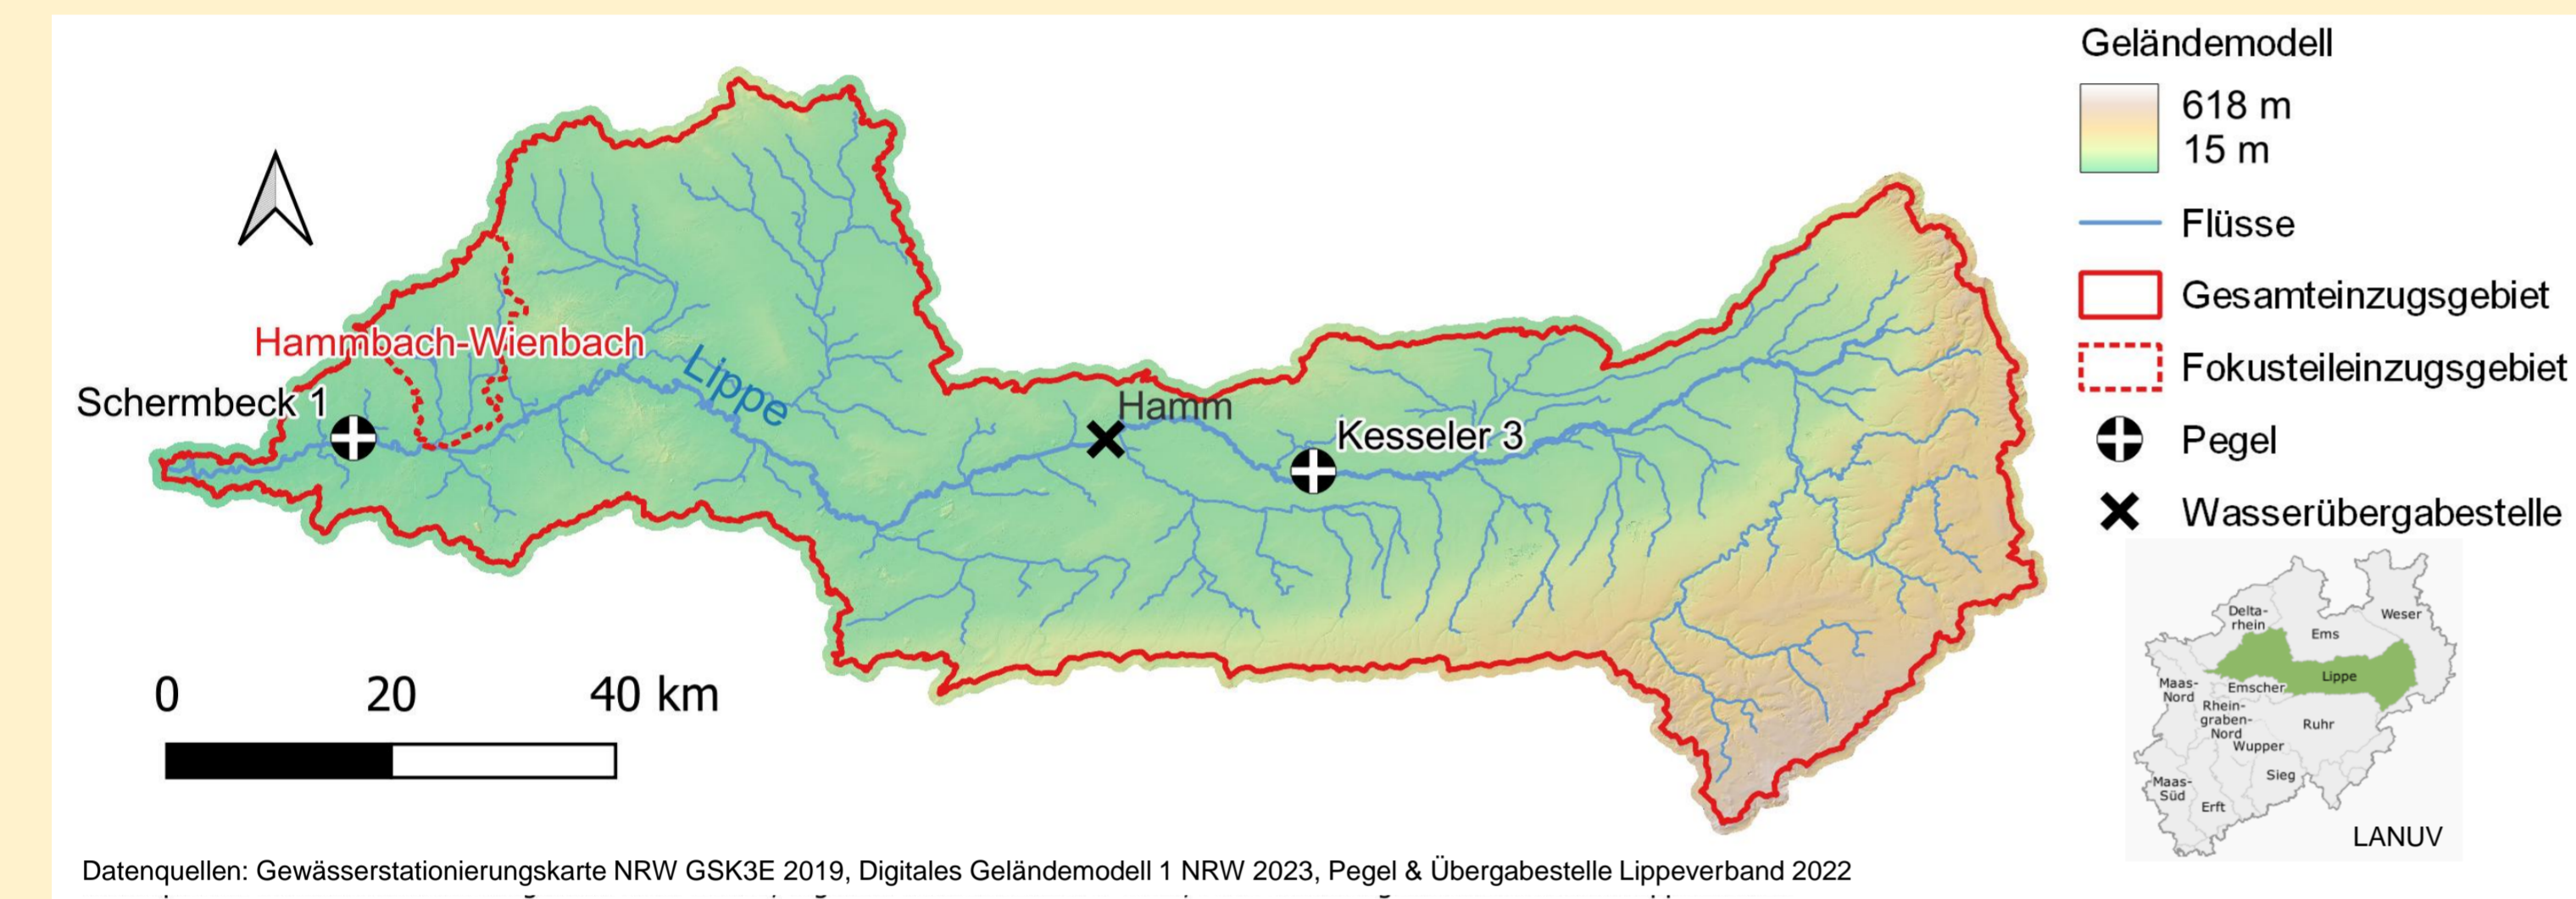 Geländemodell
618 m
15 m
Flüsse
Gesamteinzugsgebiet
Fokusteileinzugsgebiet
Pegel
Wasserübergabestelle
Hammbach-Wienbach
Schermbeck 1
Lippe
Hamm
Kesseler 3
0 20 40 km
Delta-
rhein
Weser
Ems
Lippe
Maas-
Nord
Emscher
Rhein-
graben-
Nord
Ruhr
Wupper
Sieg
Maas-
Süd
Erft
LANUV
Datenquellen: Gewässerstationierungskarte NRW GSK3E 2019, Digitales Geländemodell 1 NRW 2023, Pegel & Übergabestelle Lippeverband 2022